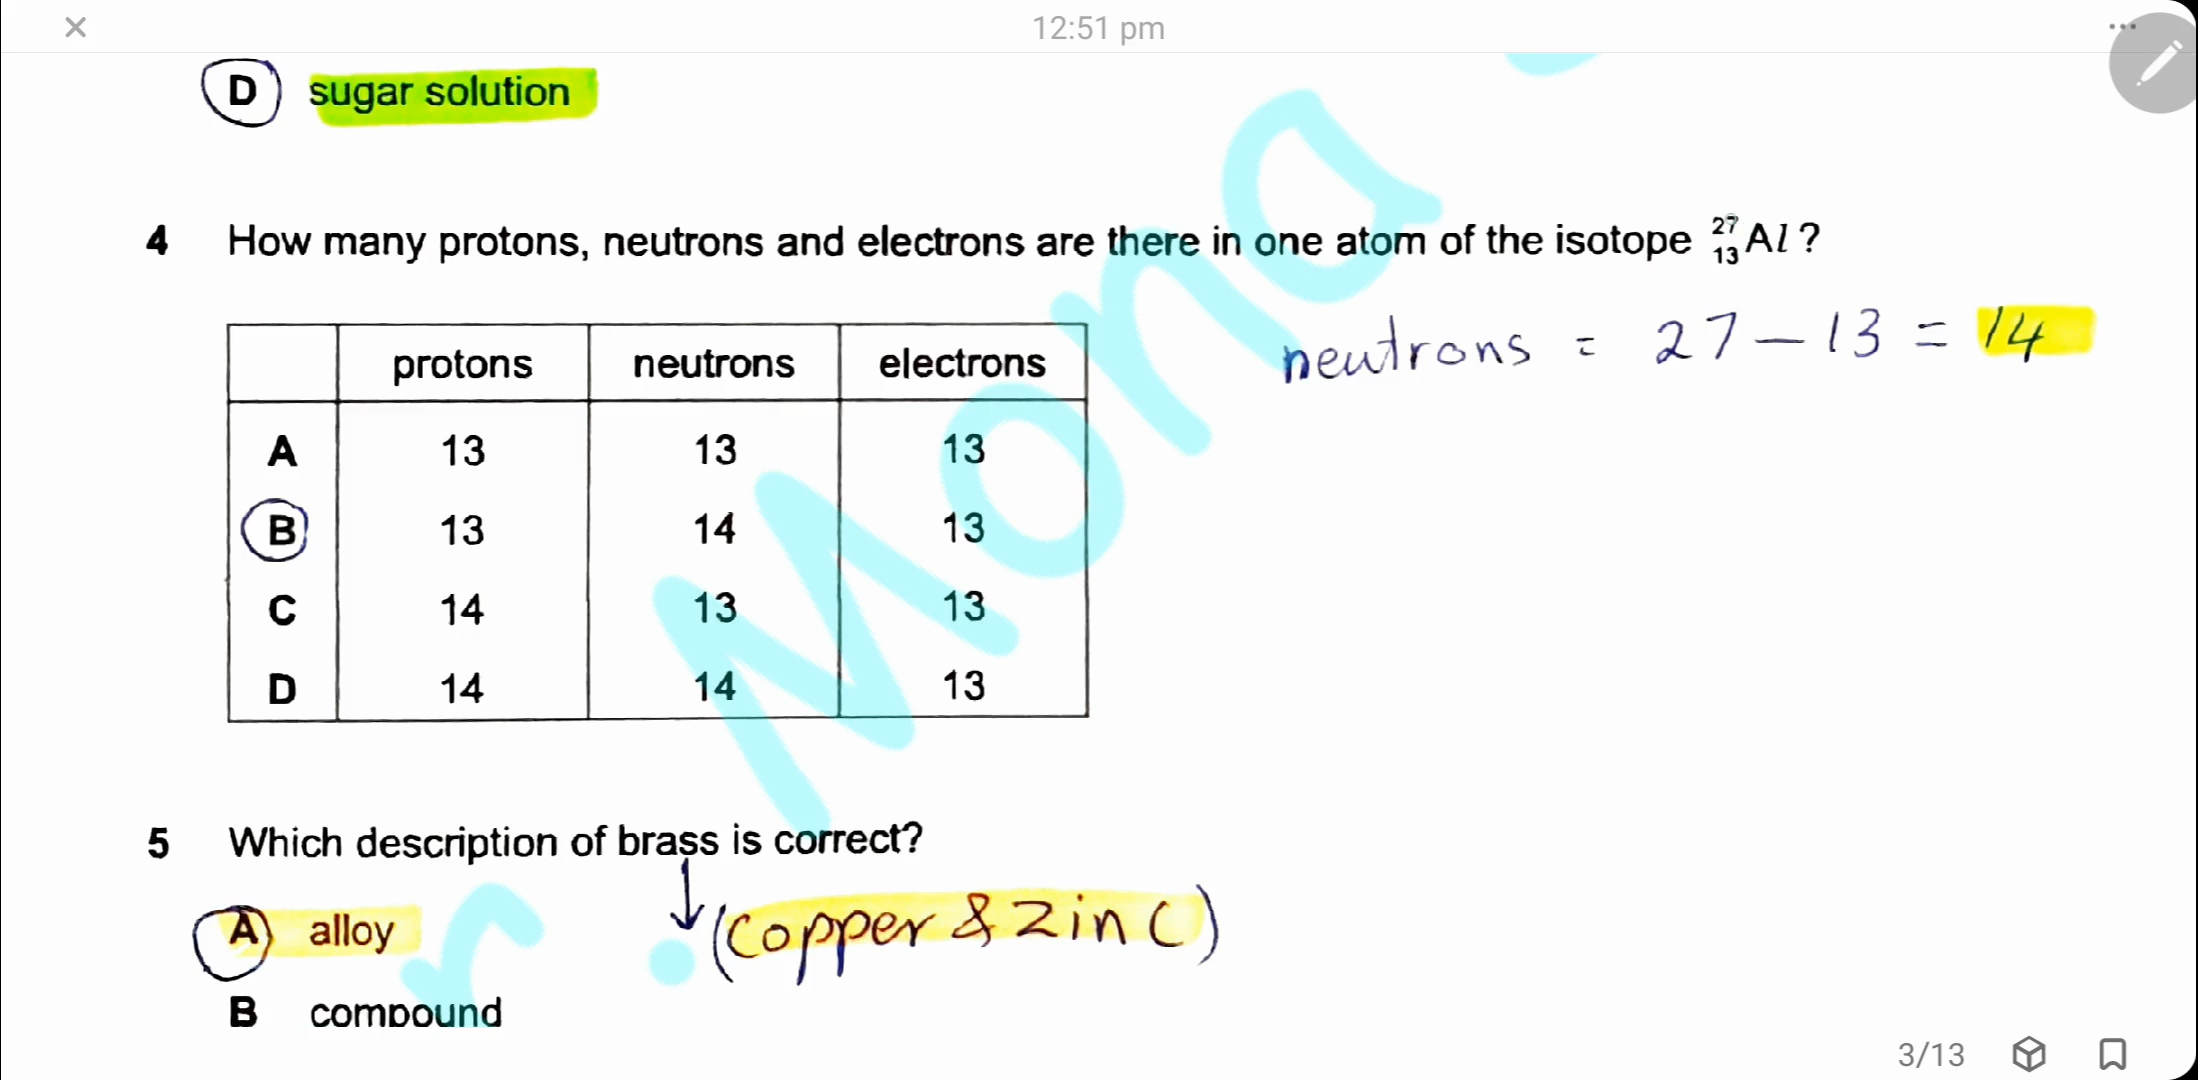 12:51 pm
D sugar solution
4 How many protons, neutrons and electrons are there in one atom of the isotope ²⁷₁₃Al?
neutrons = 27 – 13 = 14
protons neutrons electrons
A 13 13 13
B 13 14 13
C 14 13 13
D 14 14 13
5 Which description of brass is correct?
(Copper & Zinc)
A alloy
B compound
r. Mona
3/13